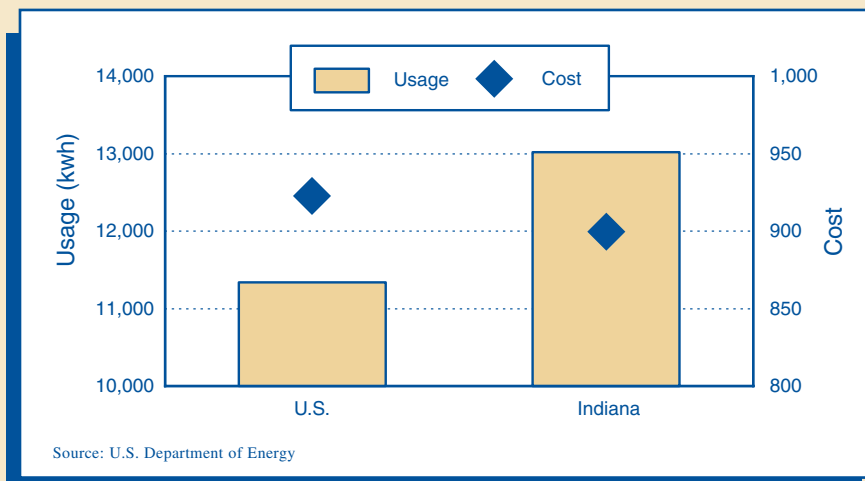 Usage Cost
14,000
13,000
12,000
11,000
10,000
Usage (kwh)
1,000
950
900
850
800
Cost
U.S. Indiana
Source: U.S. Department of Energy